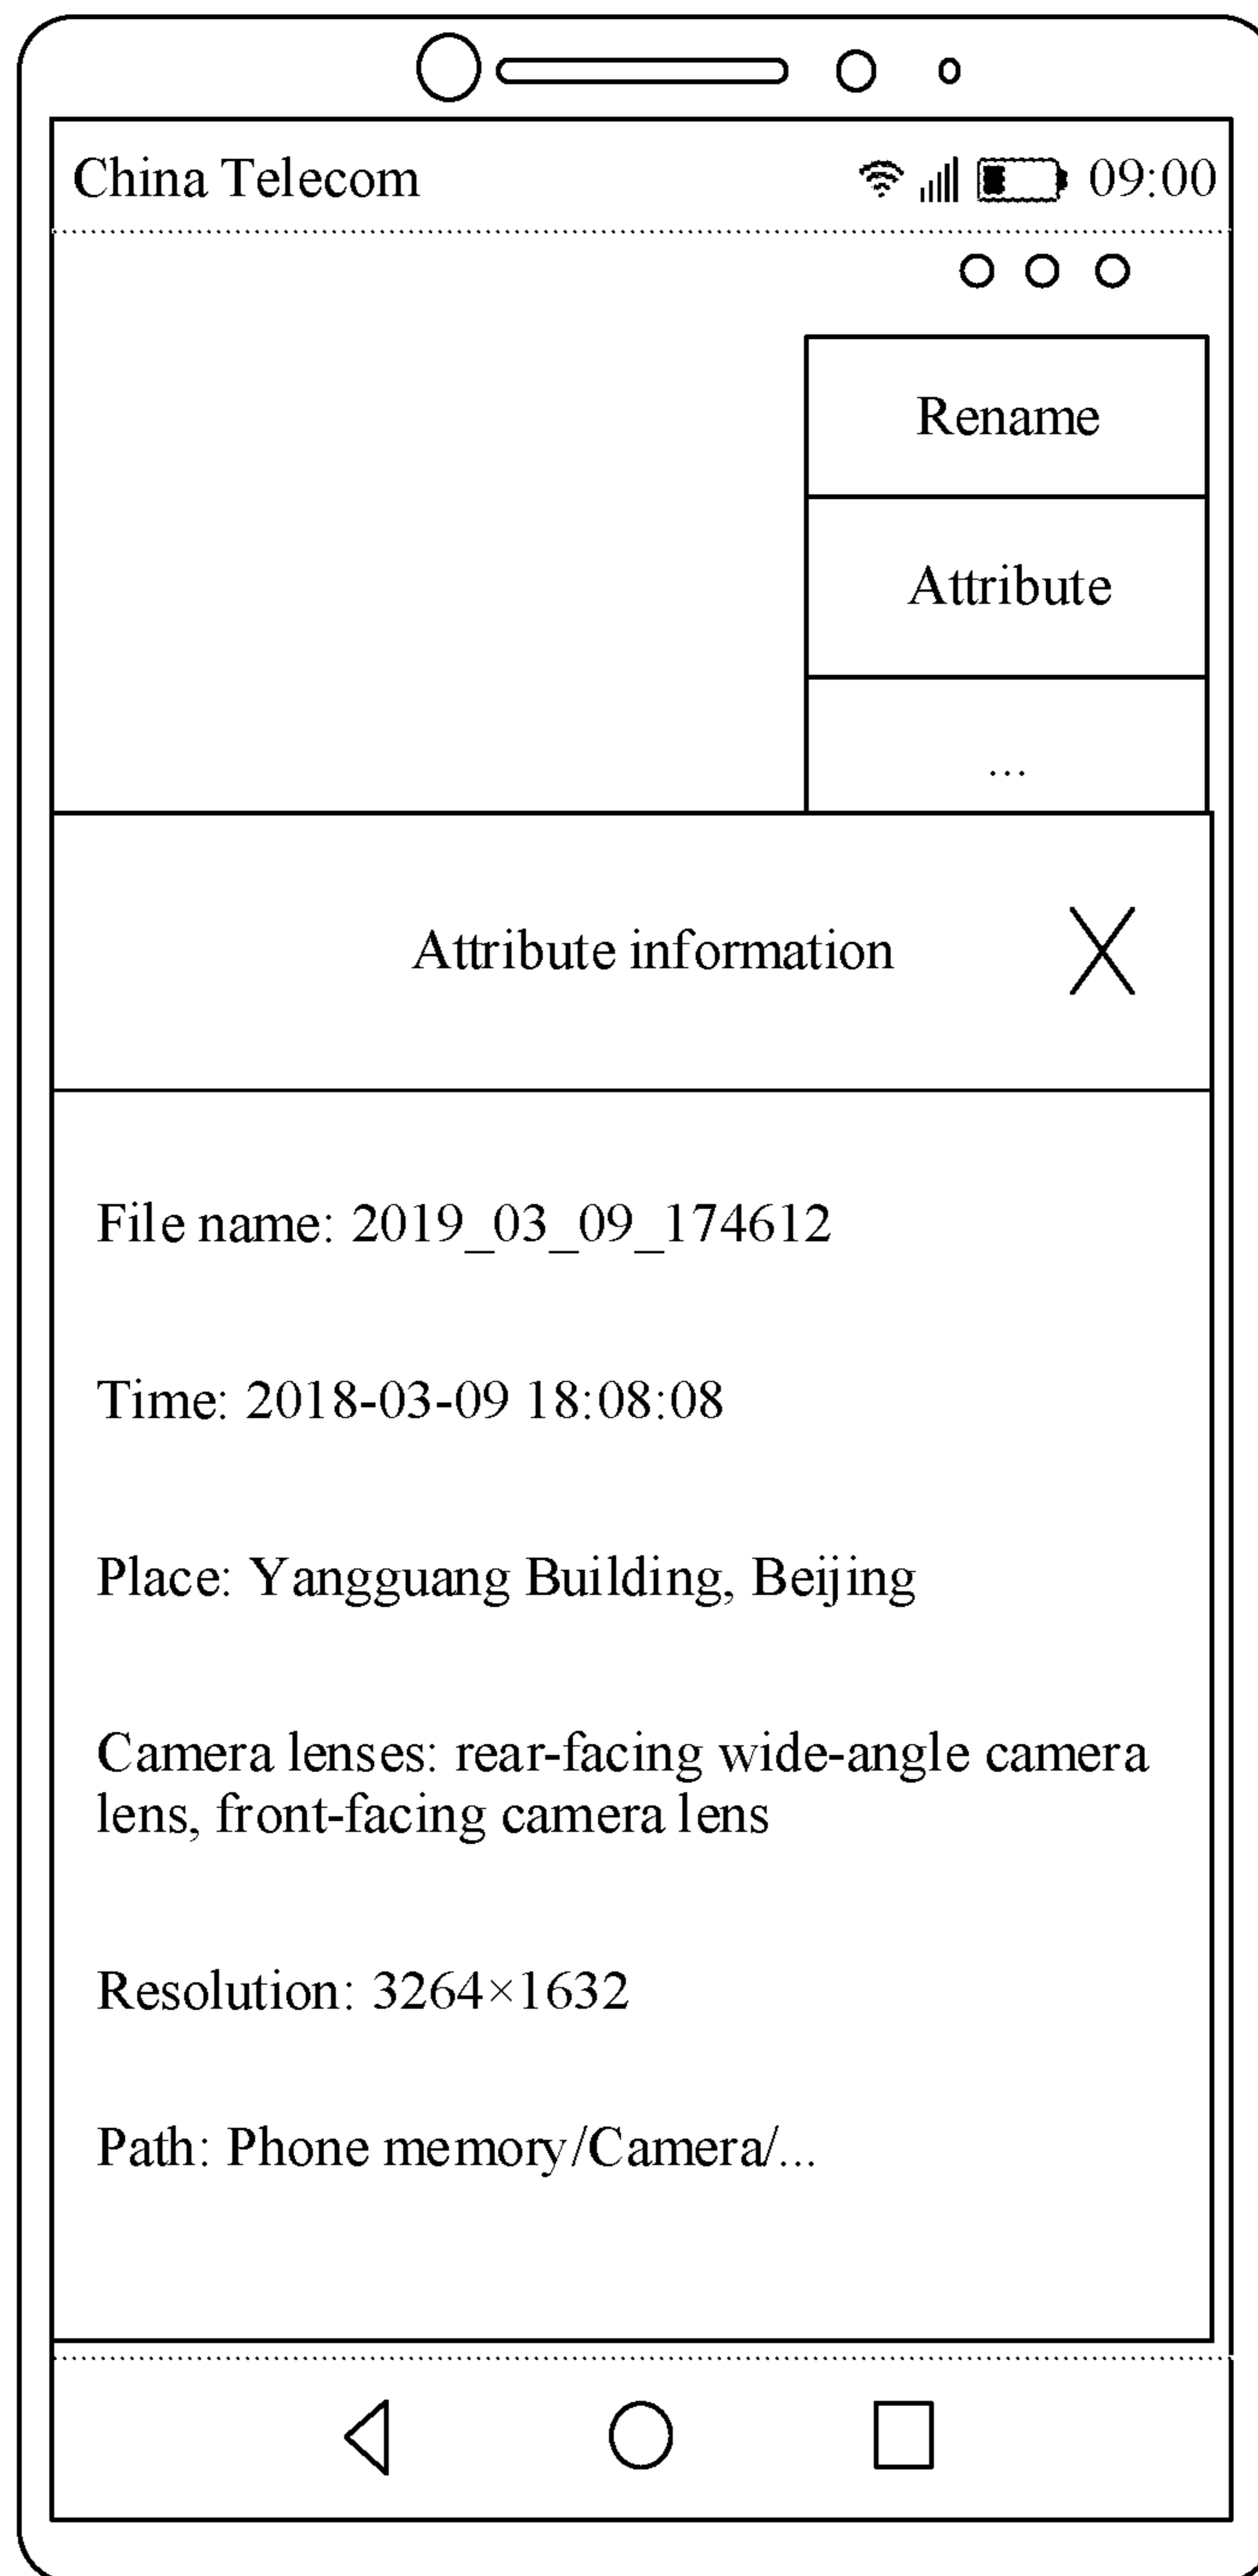 China Telecom 09:00
Rename
Attribute
...
Attribute information
File name: 2019_03_09_174612
Time: 2018-03-09 18:08:08
Place: Yangguang Building, Beijing
Camera lenses: rear-facing wide-angle camera
lens, front-facing camera lens
Resolution: 3264×1632
Path: Phone memory/Camera/...